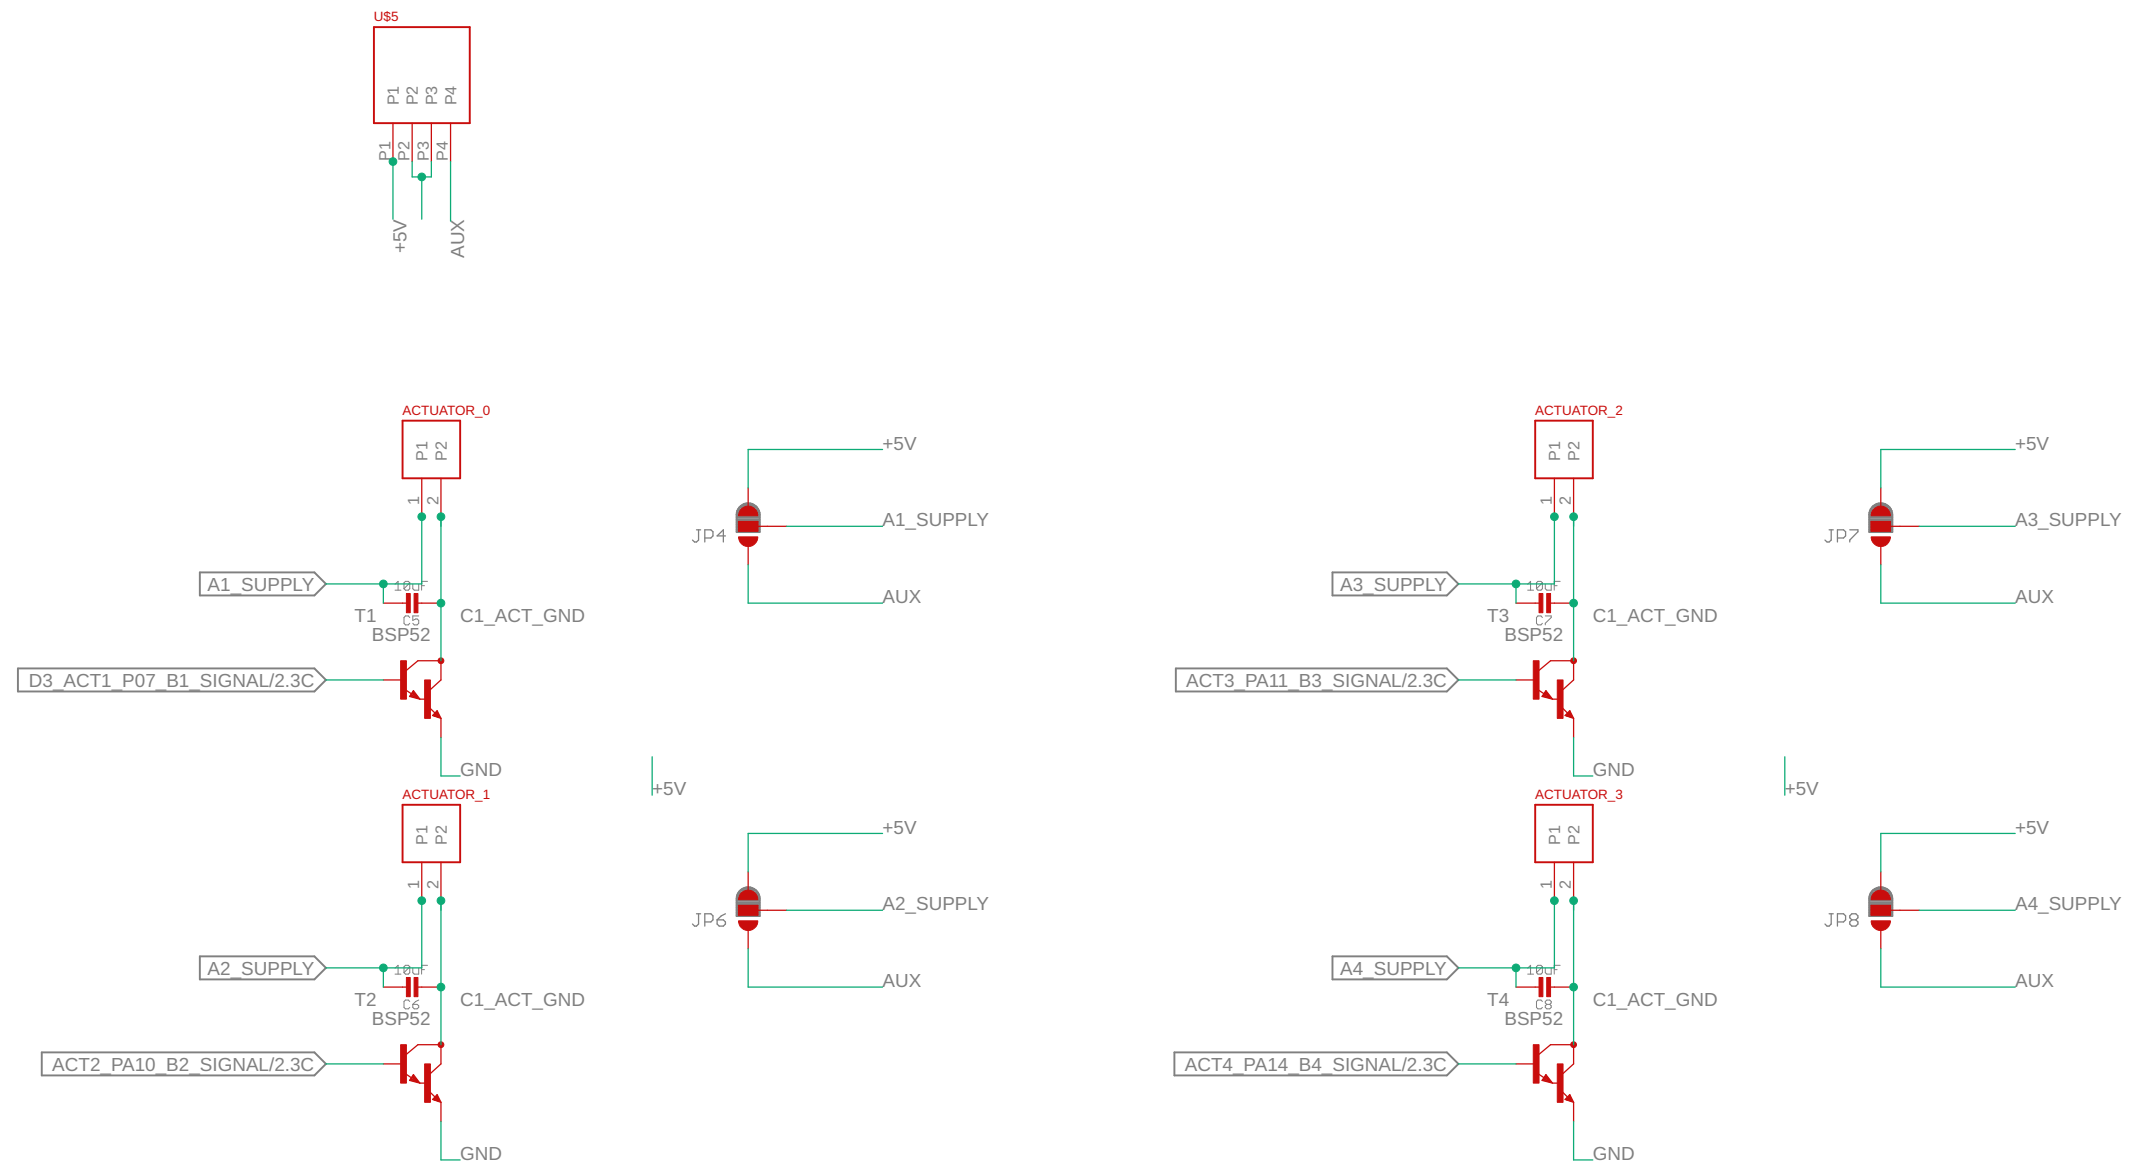 U$5
P1 P2 P3 P4
P1 P2 P3 P4
+5V
AUX
ACTUATOR_0
P1 P2
1 2
A1_SUPPLY
10uF
T1
C5
BSP52
C1_ACT_GND
D3_ACT1_P07_B1_SIGNAL/2.3C
GND
+5V
JP4
A1_SUPPLY
AUX
+5V
ACTUATOR_1
P1 P2
1 2
A2_SUPPLY
10uF
T2
C6
BSP52
C1_ACT_GND
ACT2_PA10_B2_SIGNAL/2.3C
GND
+5V
JP6
A2_SUPPLY
AUX
ACTUATOR_2
P1 P2
1 2
A3_SUPPLY
10uF
T3
C7
BSP52
C1_ACT_GND
ACT3_PA11_B3_SIGNAL/2.3C
GND
+5V
JP7
A3_SUPPLY
AUX
+5V
ACTUATOR_3
P1 P2
1 2
A4_SUPPLY
10uF
T4
C8
BSP52
C1_ACT_GND
ACT4_PA14_B4_SIGNAL/2.3C
GND
+5V
JP8
A4_SUPPLY
AUX